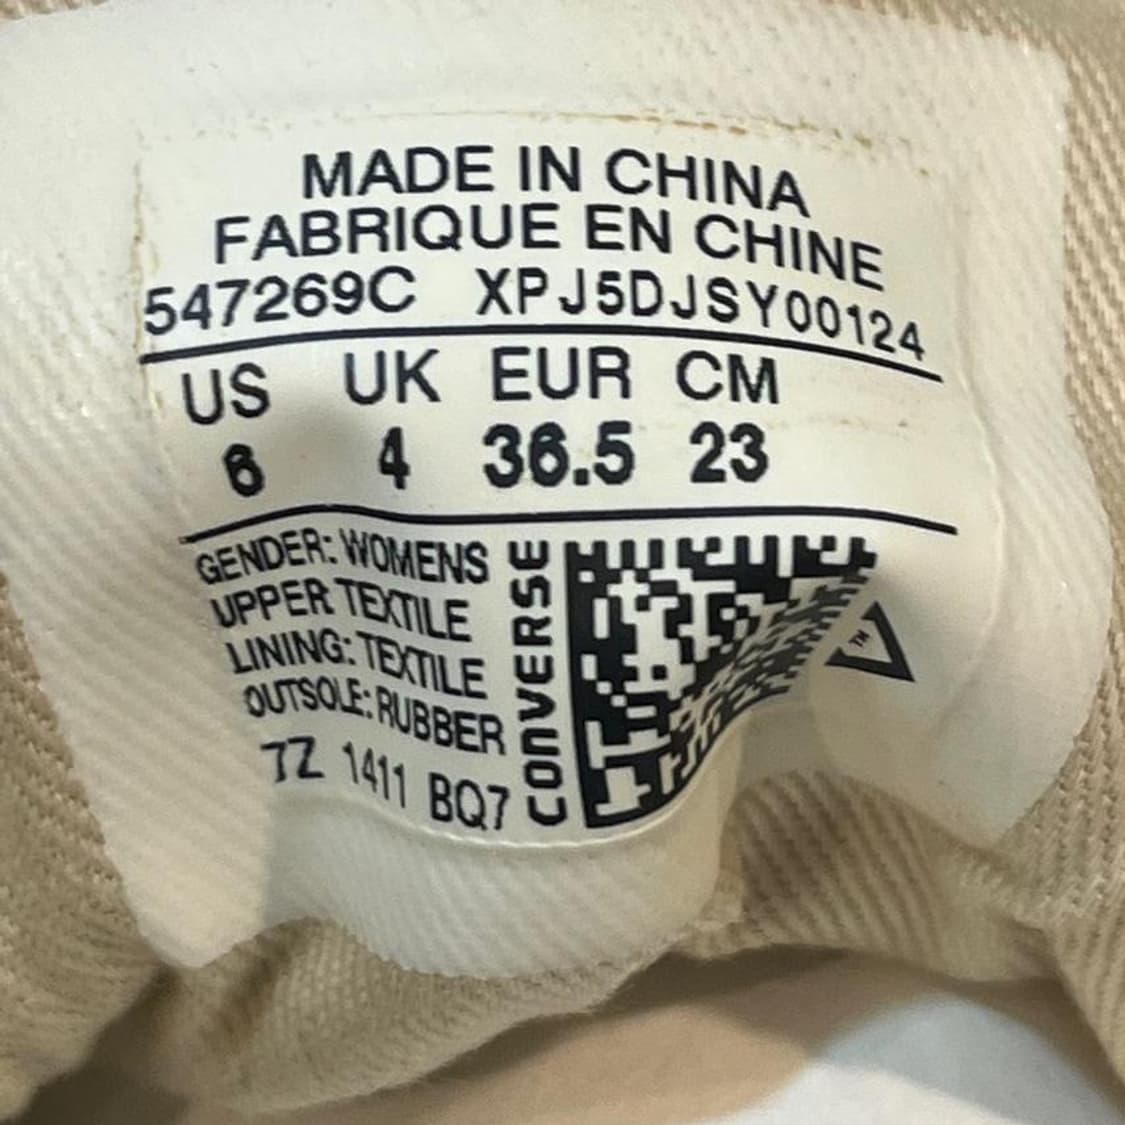 MADE IN CHINA
FABRIQUE EN CHINE
547269C XPJ5DJSY00124
US UK EUR CM
6 4 36.5 23
GENDER: WOMENS
UPPER TEXTILE
LINING: TEXTILE
OUTSOLE: RUBBER
7Z 1411 BQ7
CONVERSE
TM